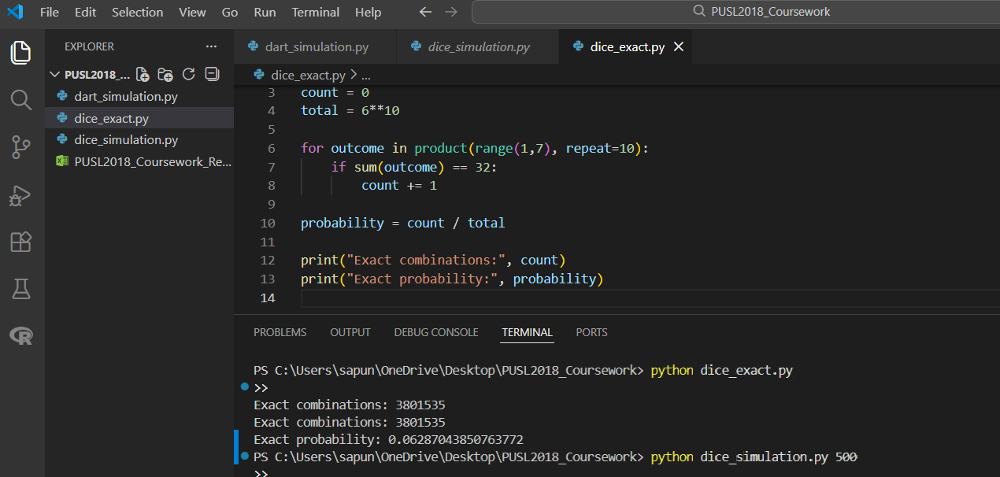 File Edit Selection View Go Run Terminal Help PUSL2018_Coursework
EXPLORER
PUSL2018_...
dart_simulation.py
dice_exact.py
dice_simulation.py
PUSL2018_Coursework_Re...
dart_simulation.py dice_simulation.py dice_exact.py
dice_exact.py > ...
3 count = 0
4 total = 6**10
5
6 for outcome in product(range(1,7), repeat=10):
7 if sum(outcome) == 32:
8 count += 1
9
10 probability = count / total
11
12 print("Exact combinations:", count)
13 print("Exact probability:", probability)
14
PROBLEMS OUTPUT DEBUG CONSOLE TERMINAL PORTS
PS C:\Users\sapun\OneDrive\Desktop\PUSL2018_Coursework> python dice_exact.py
>>
Exact combinations: 3801535
Exact combinations: 3801535
Exact probability: 0.06287043850763772
PS C:\Users\sapun\OneDrive\Desktop\PUSL2018_Coursework> python dice_simulation.py 500
>>